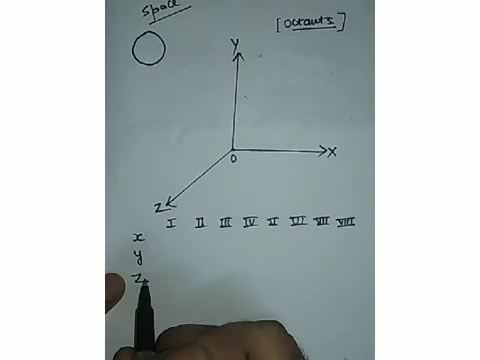 space
[octants]
Y
O
X
Z
I II III IV V VI VII VIII
x
y
z